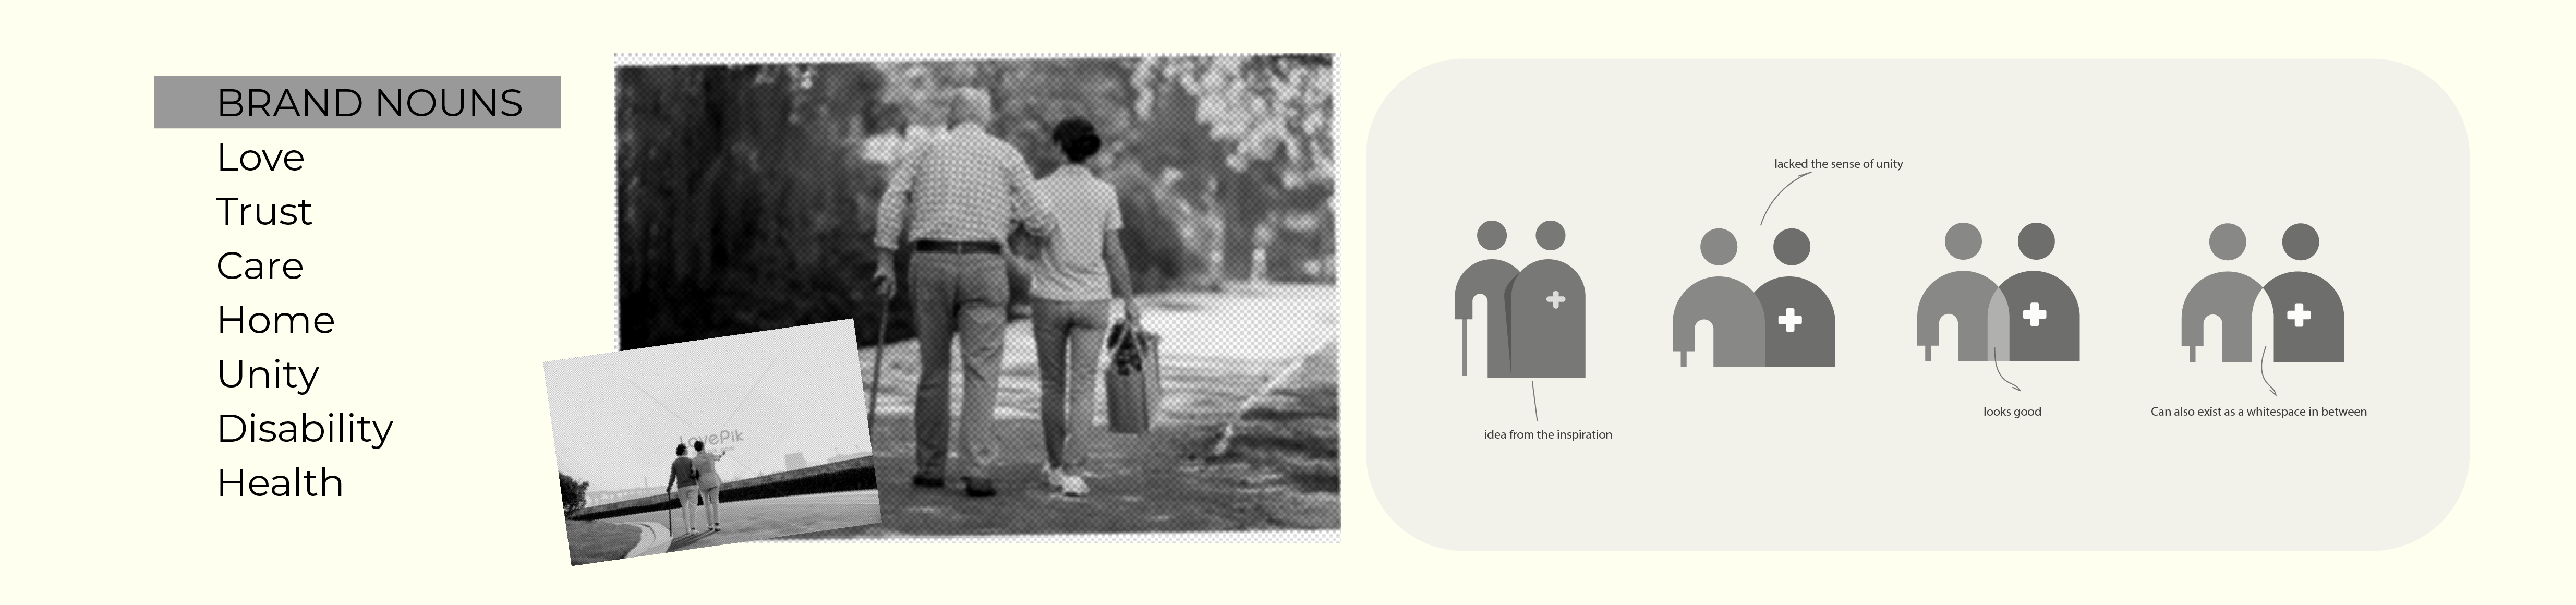 BRAND NOUNS
Love
Trust
Care
Home
Unity
Disability
Health
lovepik
lacked the sense of unity
idea from the inspiration
looks good
Can also exist as a whitespace in between